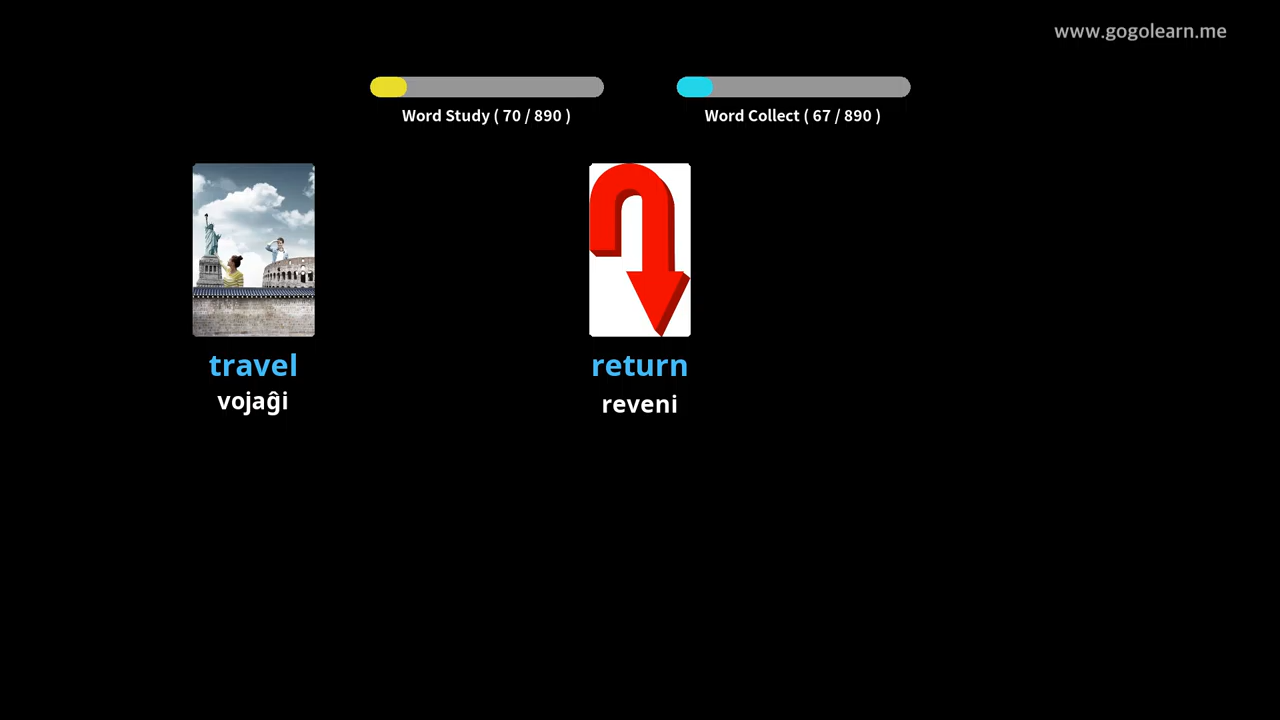 www.gogolearn.me
Word Study ( 70 / 890 )
Word Collect ( 67 / 890 )
travel
vojaĝi
return
reveni